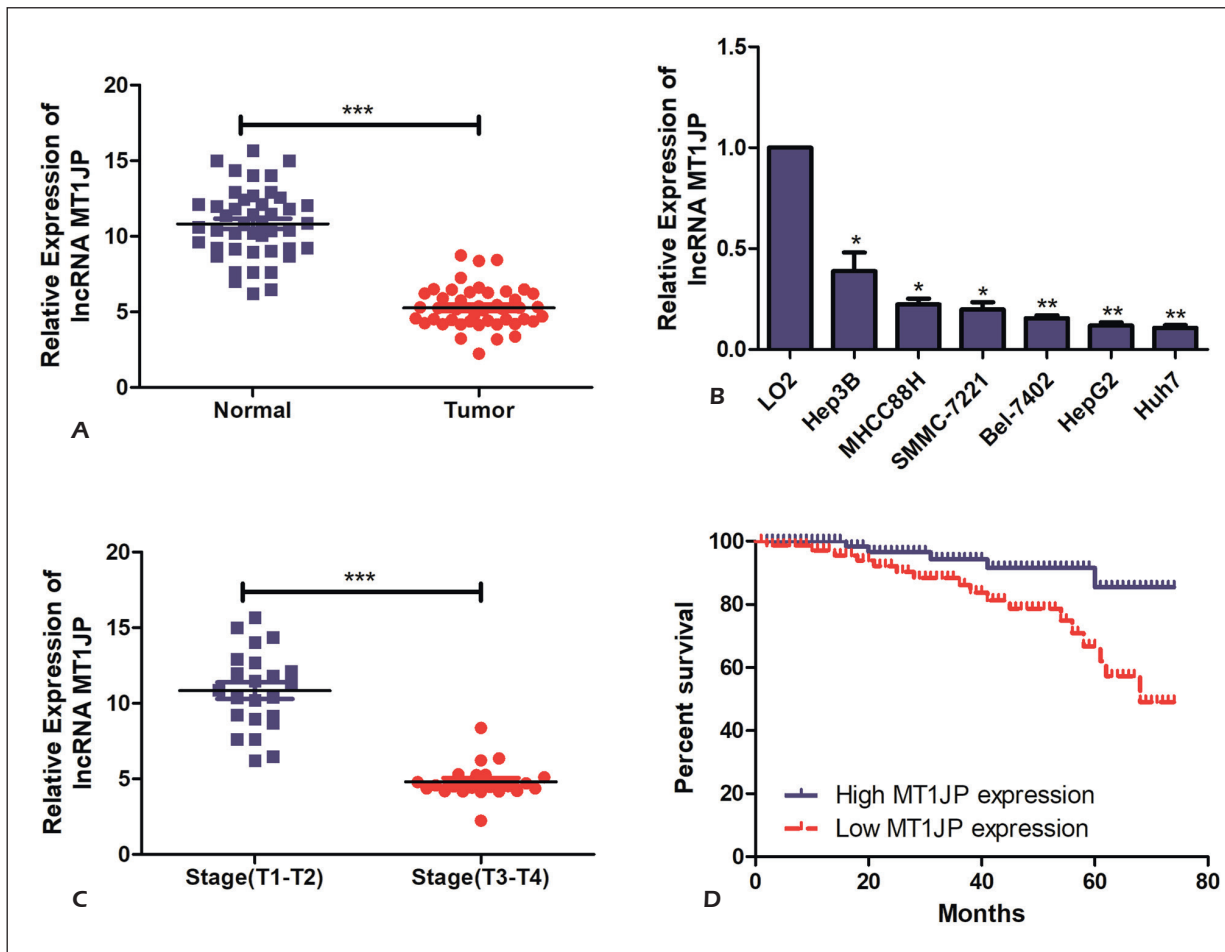 Relative Expression of
lncRNA MT1JP
20
15
10
5
0
***
Normal
Tumor
A
Relative Expression of
lncRNA MT1JP
1.5
1.0
0.5
0.0
*
*
*
**
**
**
LO2
Hep3B
MHCC88H
SMMC-7221
Bel-7402
HepG2
Huh7
B
Relative Expression of
lncRNA MT1JP
20
15
10
5
0
***
Stage(T1-T2)
Stage(T3-T4)
C
Percent survival
100
80
60
40
20
0
High MT1JP expression
Low MT1JP expression
0
20
40
60
80
Months
D